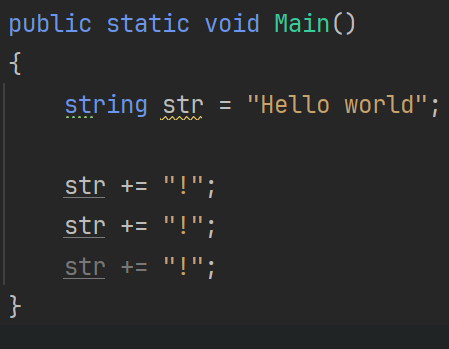 public static void Main()
{
    string str = "Hello world";
    str += "!";
    str += "!";
    str += "!";
}